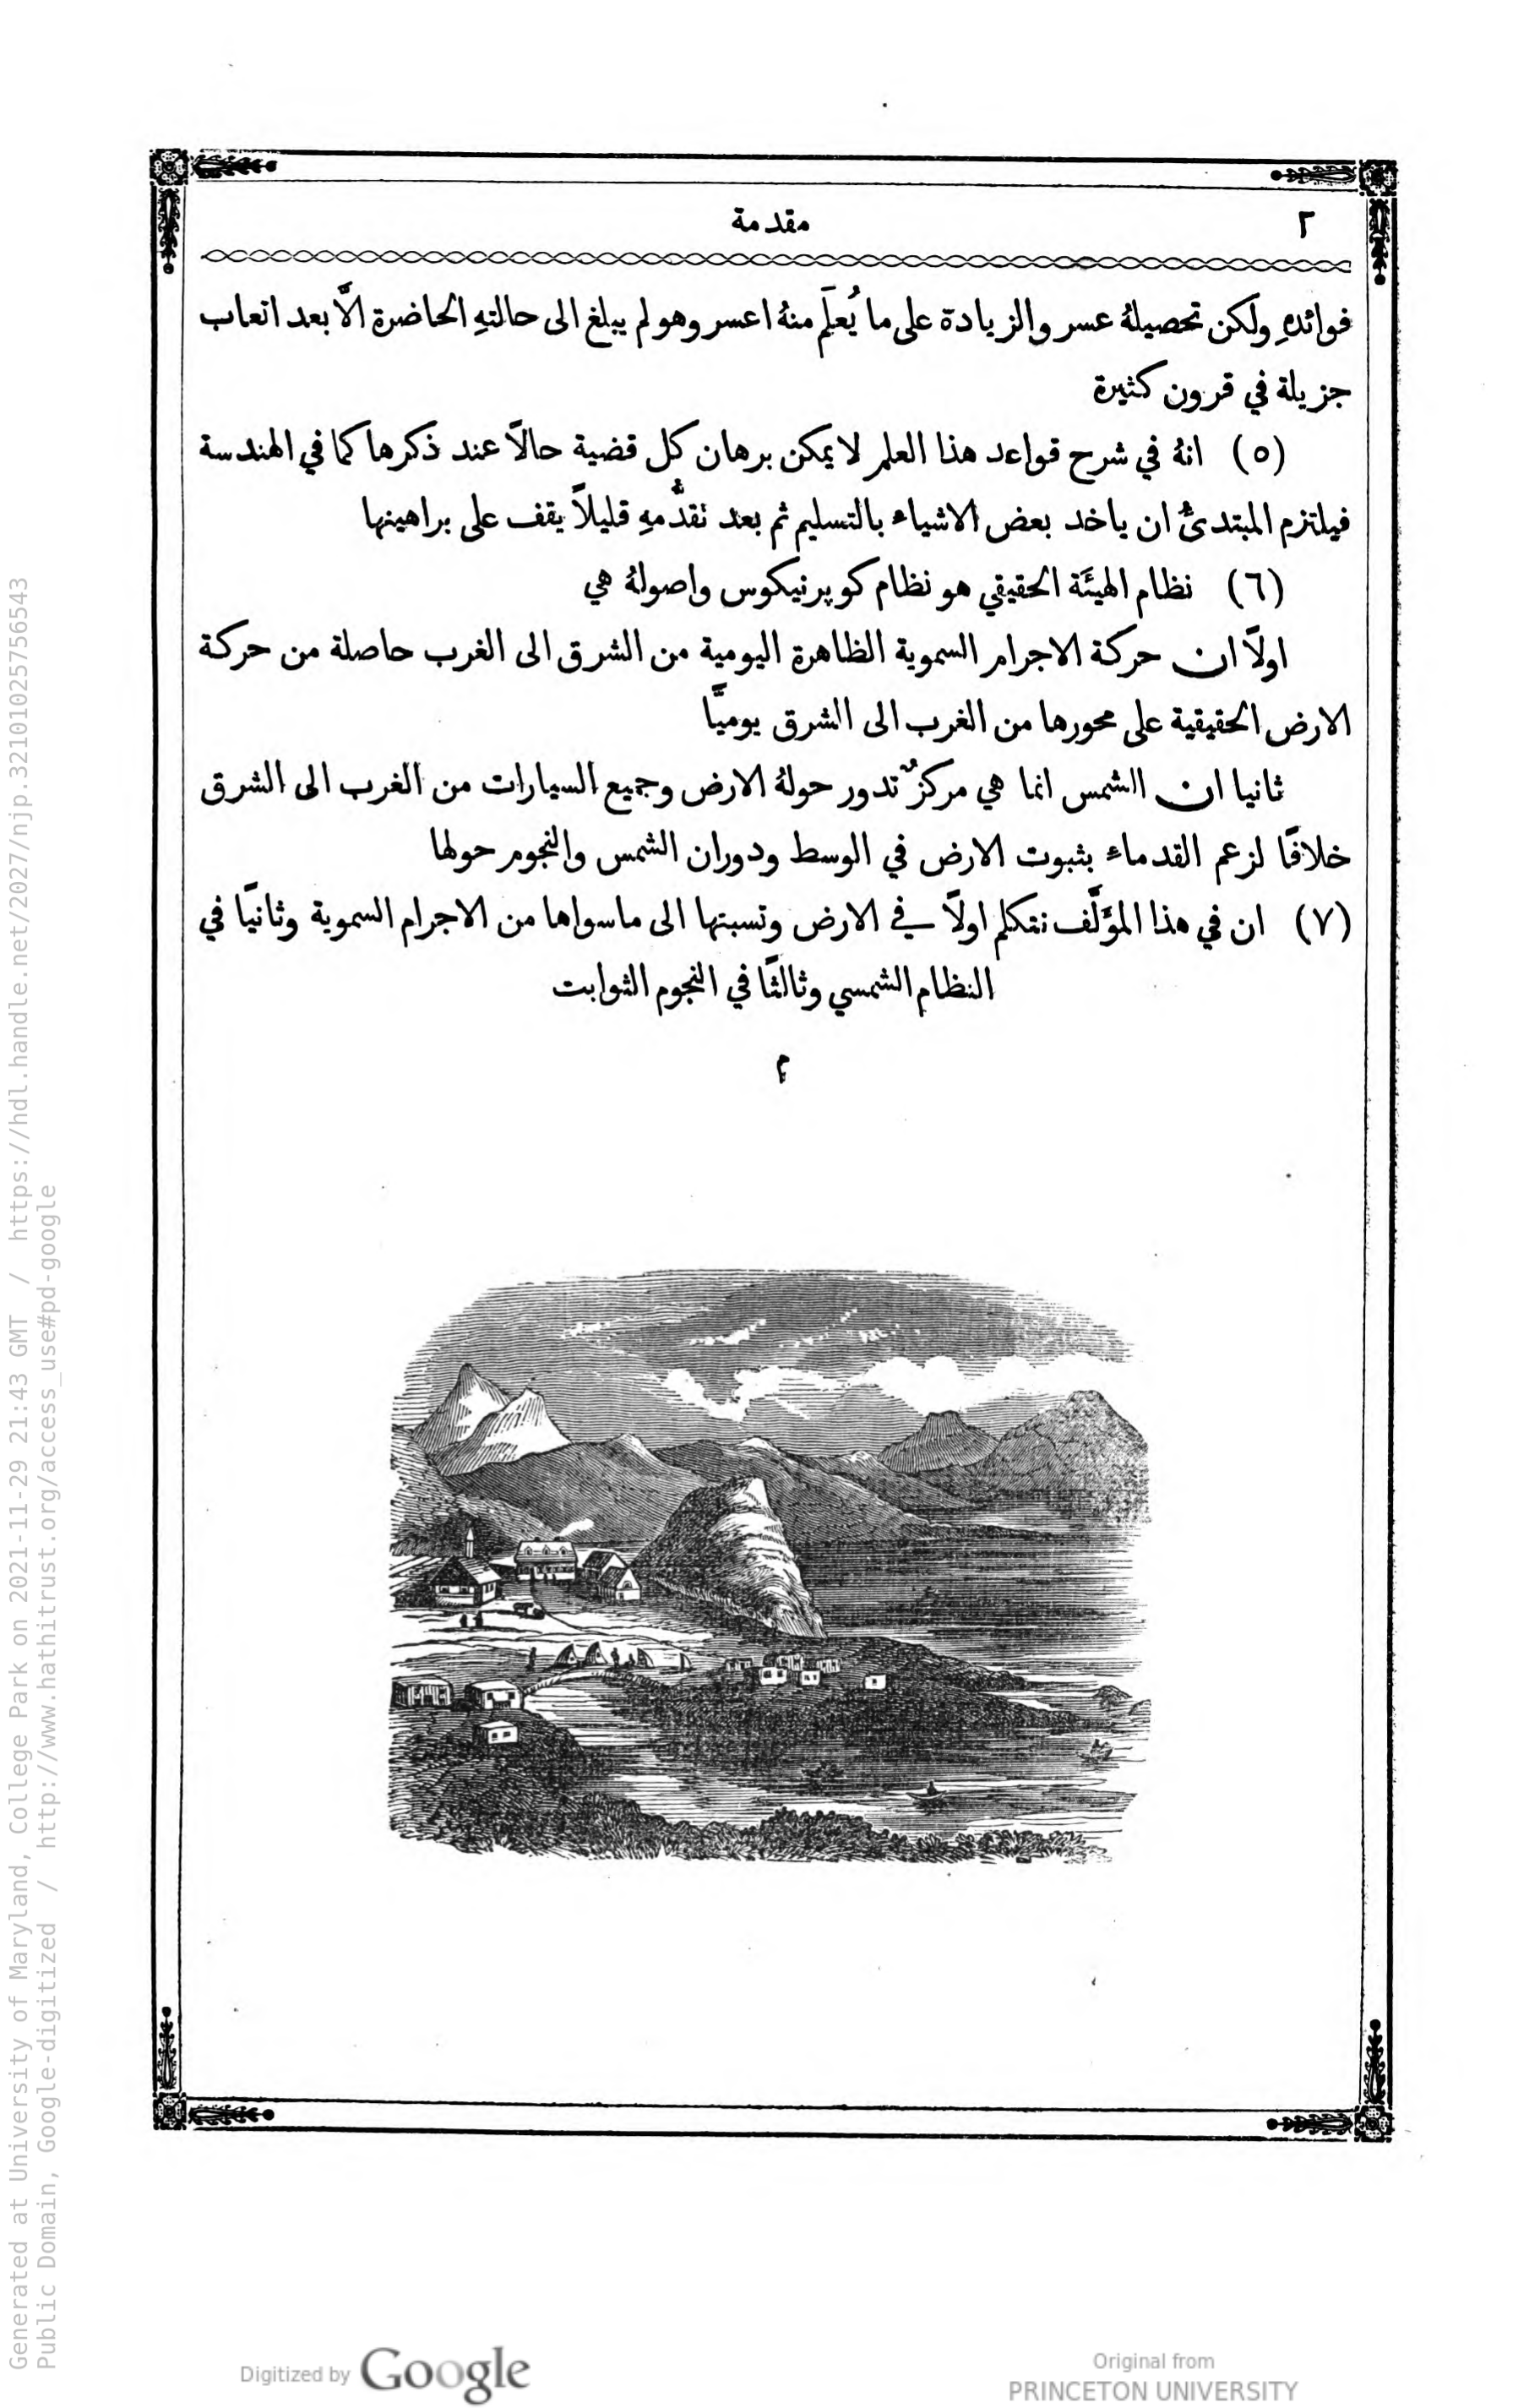 ٢
مقدمة
فوائدهِ ولكن تحصيلهُ عسر والزيادة على ما يُعلَم منهُ اعسر وهو لم يبلغ الى حالتهِ الحاضرة الّا بعد اتعاب
جزيلة في قرون كثيرة
(٥) انهُ في شرح قواعد هذا العلم لا يمكن برهان كل قضية حالاً عند ذكرها كما في الهندسة
فيلتزم المبتدئُ ان ياخد بعض الاشياء بالتسليم ثم بعد تقدُّمهِ قليلاً يقف على براهينها
(٦) نظام الهيئَة الحقيقي هو نظام كوپرنيكوس واصولهُ هي
اولاً ان حركة الاجرام السموية الظاهرة اليومية من الشرق الى الغرب حاصلة من حركة
الارض الحقيقية على محورها من الغرب الى الشرق يوميًّا
ثانيا ان الشمس انما هي مركزٌ تدور حولهُ الارض وجميع السيارات من الغرب الى الشرق
خلافًا لزعم القدماء بثبوت الارض في الوسط ودوران الشمس والنجوم حولها
(٧) ان في هذا المؤَلَّف نتكلم اولاً في الارض ونسبتها الى ماسواها من الاجرام السموية وثانيًا في
النظام الشمسي وثالثًا في النجوم الثوابت
م
Generated at University of Maryland, College Park on 2021-11-29 21:43 GMT / https://hdl.handle.net/2027/njp.32101025756543
Public Domain, Google-digitized / http://www.hathitrust.org/access_use#pd-google
Digitized by Google
Original from
PRINCETON UNIVERSITY